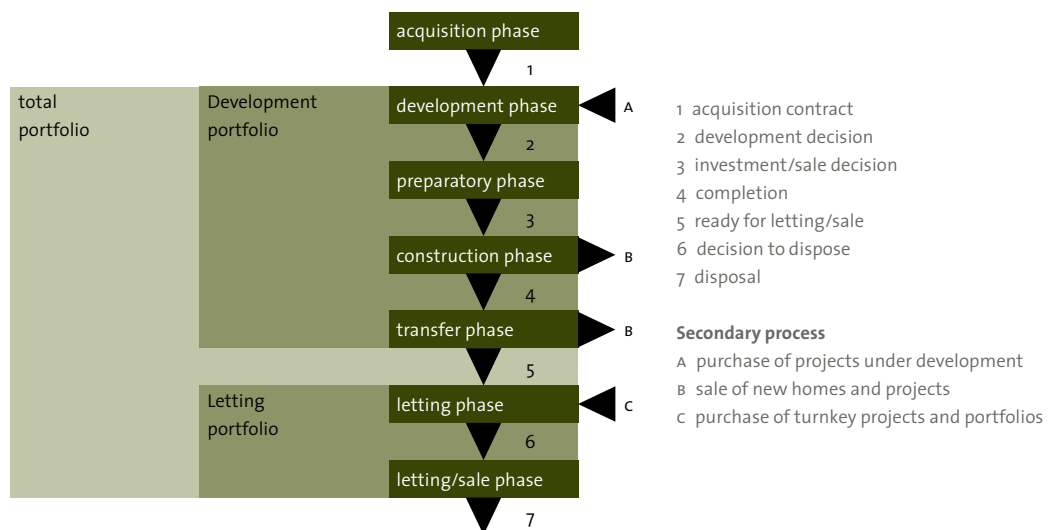 acquisition phase
1
total
portfolio
Development
portfolio
development phase
A
2
preparatory phase
3
construction phase
B
4
transfer phase
B
5
Letting
portfolio
letting phase
C
6
letting/sale phase
7
1 acquisition contract
2 development decision
3 investment/sale decision
4 completion
5 ready for letting/sale
6 decision to dispose
7 disposal
Secondary process
A purchase of projects under development
B sale of new homes and projects
C purchase of turnkey projects and portfolios